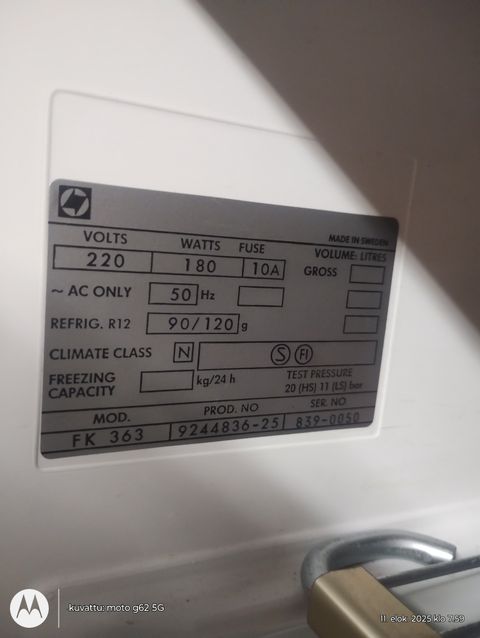 MADE IN SWEDEN
VOLTS WATTS FUSE VOLUME: LITRES
220 180 10A GROSS
~ AC ONLY 50 Hz
REFRIG. R12 90/120 g
CLIMATE CLASS N S FI
FREEZING CAPACITY kg/24 h TEST PRESSURE
20 (HS) 11 (LS) bar
MOD. PROD. NO SER. NO
FK 363 9244836-25 839-0050
kuvattu: moto g62 5G
11. elok. 2025 klo 7.59